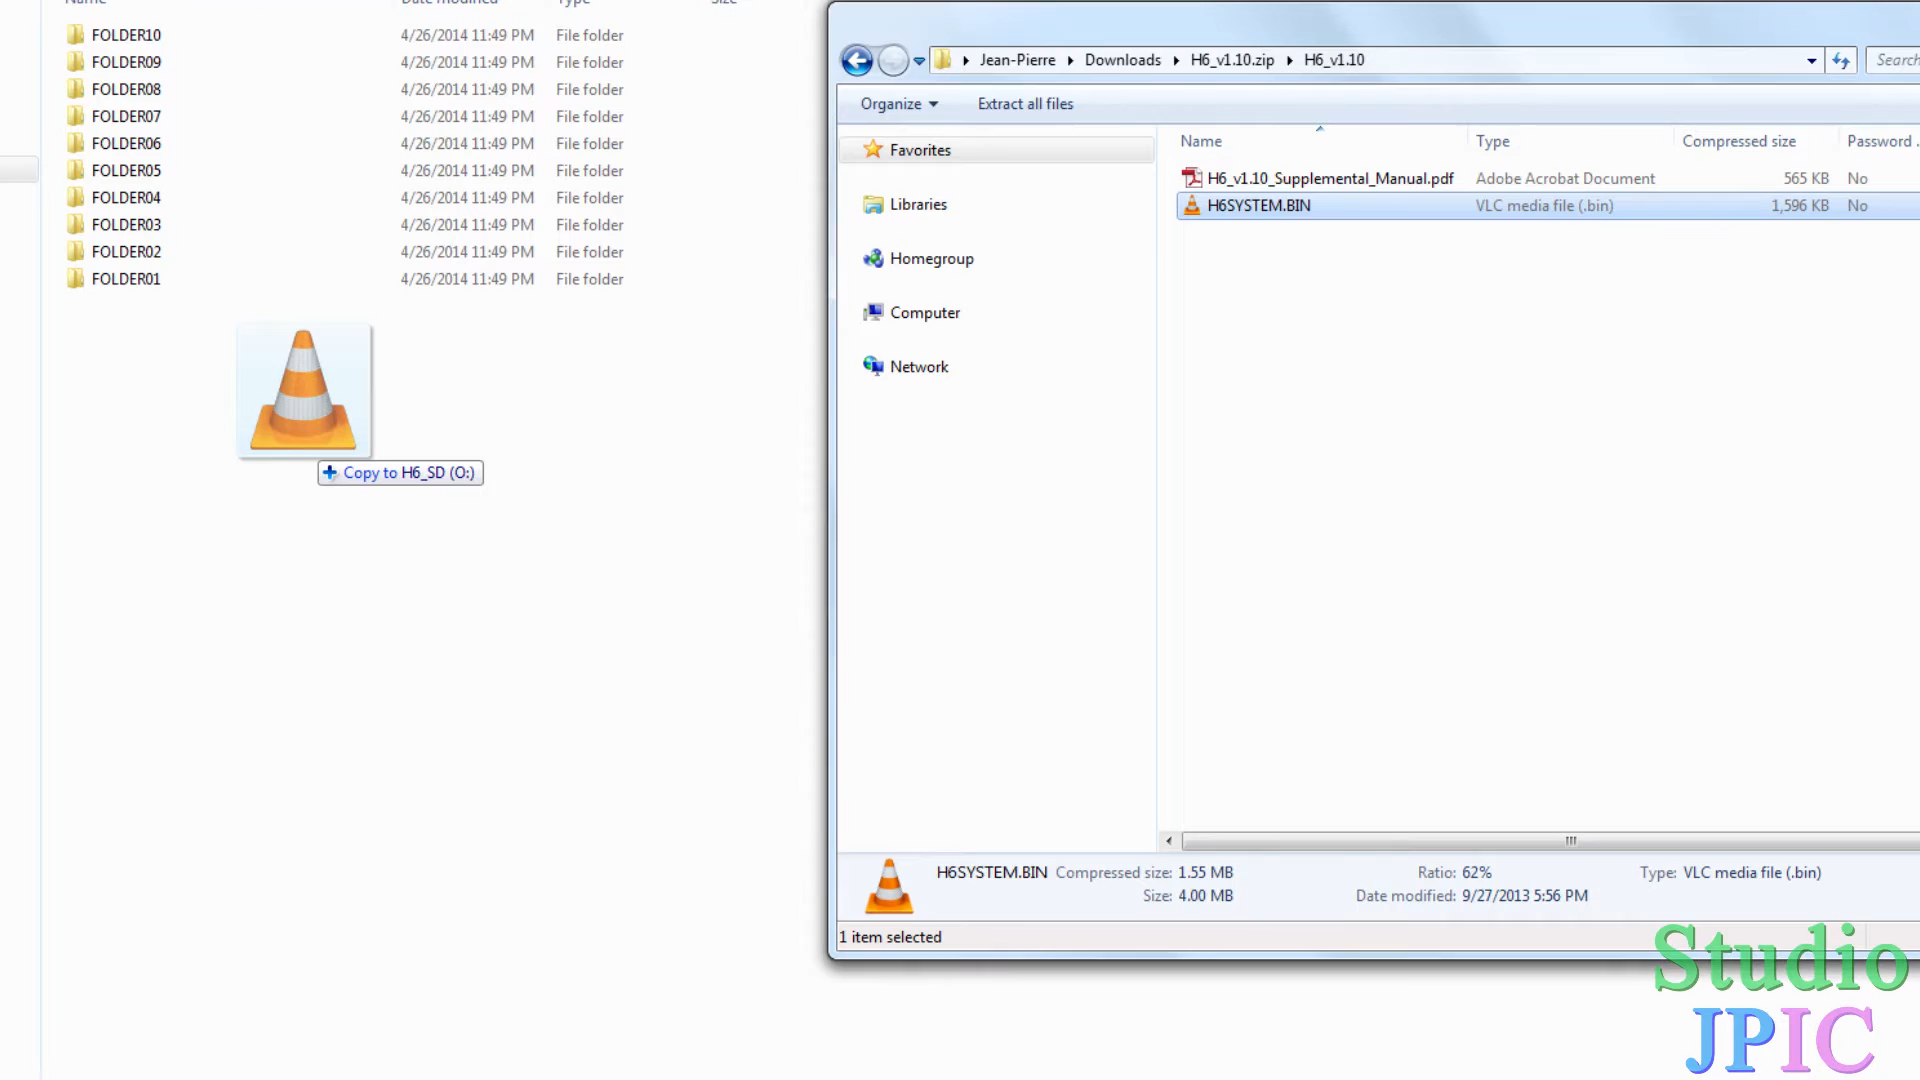 Name Date modified Type Size
FOLDER10 4/26/2014 11:49 PM File folder
FOLDER09 4/26/2014 11:49 PM File folder
FOLDER08 4/26/2014 11:49 PM File folder
FOLDER07 4/26/2014 11:49 PM File folder
FOLDER06 4/26/2014 11:49 PM File folder
FOLDER05 4/26/2014 11:49 PM File folder
FOLDER04 4/26/2014 11:49 PM File folder
FOLDER03 4/26/2014 11:49 PM File folder
FOLDER02 4/26/2014 11:49 PM File folder
FOLDER01 4/26/2014 11:49 PM File folder
Copy to H6_SD (O:)
Jean-Pierre Downloads H6_v1.10.zip H6_v1.10
Search
Organize Extract all files
Favorites
Libraries
Homegroup
Computer
Network
Name Type Compressed size Password ...
H6_v1.10_Supplemental_Manual.pdf Adobe Acrobat Document 565 KB No
H6SYSTEM.BIN VLC media file (.bin) 1,596 KB No
H6SYSTEM.BIN Compressed size: 1.55 MB Ratio: 62% Type: VLC media file (.bin)
Size: 4.00 MB Date modified: 9/27/2013 5:56 PM
1 item selected
Studio
JPIC